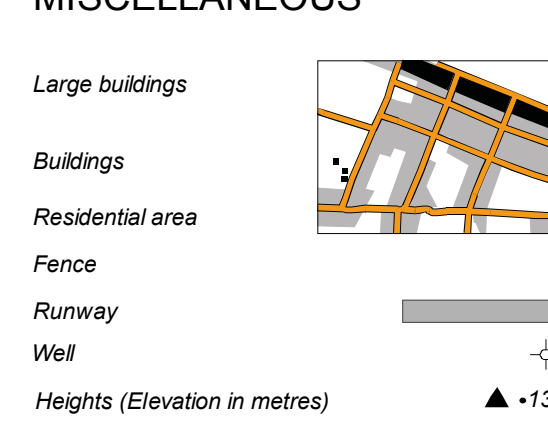 MISCELLANEOUS
Large buildings
Buildings
Residential area
Fence
Runway
Well
Heights (Elevation in metres)